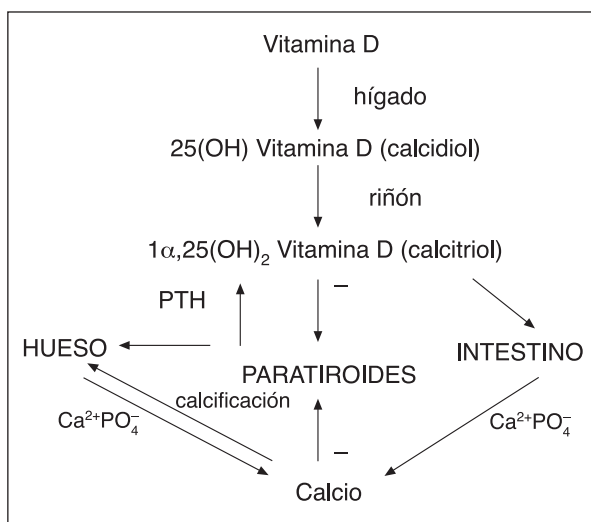 Vitamina D
hígado
25(OH) Vitamina D (calcidiol)
riñón
1α,25(OH)₂ Vitamina D (calcitriol)
–
PTH
HUESO
INTESTINO
PARATIROIDES
calcificación
Ca²⁺PO₄⁻
Ca²⁺PO₄⁻
–
Calcio